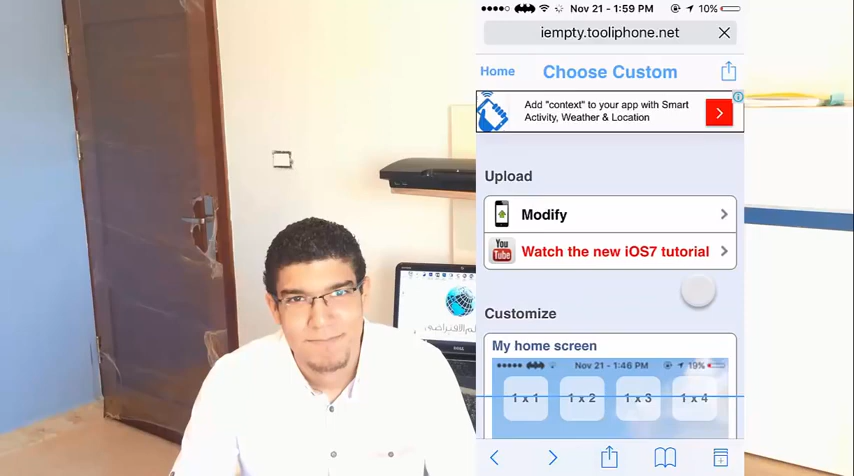 Nov 21 - 1:59 PM
10%
iempty.tooliphone.net
Home
Choose Custom
Add "context" to your app with Smart
Activity, Weather & Location
Upload
Modify
You
Tube
Watch the new iOS7 tutorial
Customize
My home screen
Nov 21 - 1:46 PM
19%
1 x 1
1 x 2
1 x 3
1 x 4